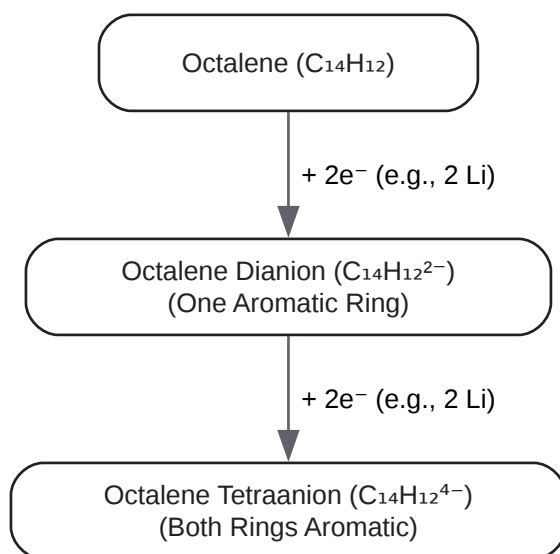 Octalene (C₁₄H₁₂)
+ 2e⁻ (e.g., 2 Li)
Octalene Dianion (C₁₄H₁₂²⁻)
(One Aromatic Ring)
+ 2e⁻ (e.g., 2 Li)
Octalene Tetraanion (C₁₄H₁₂⁴⁻)
(Both Rings Aromatic)